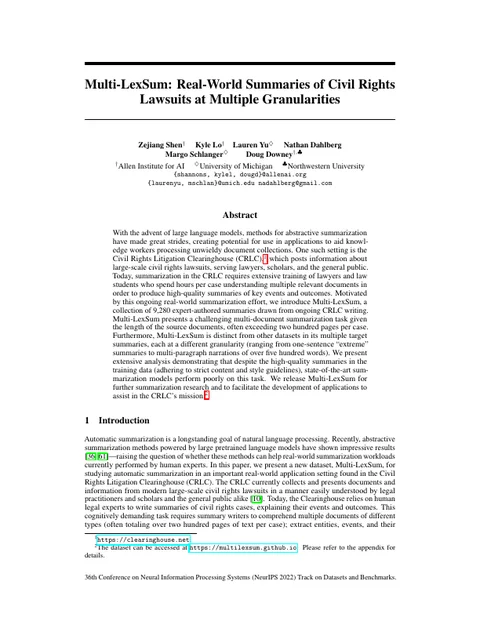 Multi-LexSum: Real-World Summaries of Civil Rights
Lawsuits at Multiple Granularities
Zejiang Shen† Kyle Lo† Lauren Yu♢ Nathan Dahlberg
Margo Schlanger♢ Doug Downey†,♣
†Allen Institute for AI ♢University of Michigan ♣Northwestern University
{shannons, kylel, dougd}@allenai.org
{laurenyu, mschlan}@umich.edu nadahlberg@gmail.com
Abstract
With the advent of large language models, methods for abstractive summarization
have made great strides, creating potential for use in applications to aid knowl-
edge workers processing unwieldy document collections. One such setting is the
Civil Rights Litigation Clearinghouse (CRLC),1 which posts information about
large-scale civil rights lawsuits, serving lawyers, scholars, and the general public.
Today, summarization in the CRLC requires extensive training of lawyers and law
students who spend hours per case understanding multiple relevant documents in
order to produce high-quality summaries of key events and outcomes. Motivated
by this ongoing real-world summarization effort, we introduce Multi-LexSum, a
collection of 9,280 expert-authored summaries drawn from ongoing CRLC writing.
Multi-LexSum presents a challenging multi-document summarization task given
the length of the source documents, often exceeding two hundred pages per case.
Furthermore, Multi-LexSum is distinct from other datasets in its multiple target
summaries, each at a different granularity (ranging from one-sentence “extreme”
summaries to multi-paragraph narrations of over five hundred words). We present
extensive analysis demonstrating that despite the high-quality summaries in the
training data (adhering to strict content and style guidelines), state-of-the-art sum-
marization models perform poorly on this task. We release Multi-LexSum for
further summarization research and to facilitate the development of applications to
assist in the CRLC's mission.2
1 Introduction
Automatic summarization is a longstanding goal of natural language processing. Recently, abstractive
summarization methods powered by large pretrained language models have shown impressive results
[36, 61]—raising the question of whether these methods can help real-world summarization workloads
currently performed by human experts. In this paper, we present a new dataset, Multi-LexSum, for
studying automatic summarization in an important real-world application setting found in the Civil
Rights Litigation Clearinghouse (CRLC). The CRLC currently collects and presents documents and
information from modern large-scale civil rights lawsuits in a manner easily understood by legal
practitioners and scholars and the general public alike [10]. Today, the Clearinghouse relies on human
legal experts to write summaries of civil rights cases, explaining their events and outcomes. This
cognitively demanding task requires summary writers to comprehend multiple documents of different
types (often totaling over two hundred pages of text per case); extract entities, events, and their
1https://clearinghouse.net
2The dataset can be accessed at https://multilexsum.github.io. Please refer to the appendix for
details.
36th Conference on Neural Information Processing Systems (NeurIPS 2022) Track on Datasets and Benchmarks.